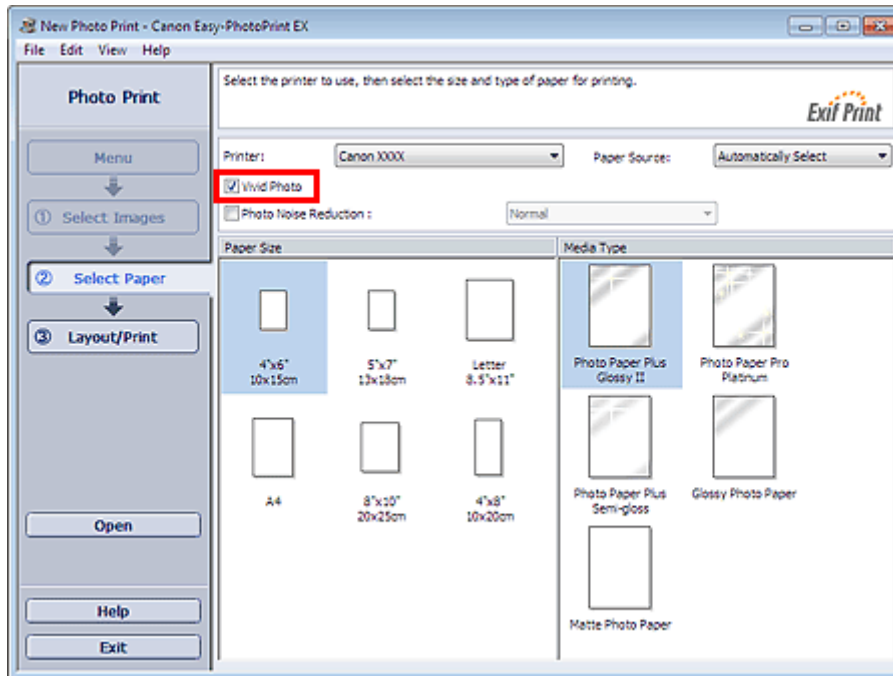 New Photo Print - Canon Easy-PhotoPrint EX
File Edit View Help
Photo Print
Select the printer to use, then select the size and type of paper for printing.
Exif Print
Menu
① Select Images
② Select Paper
③ Layout/Print
Open
Help
Exit
Printer: Canon XXXX Paper Source: Automatically Select
Vivid Photo
Photo Noise Reduction : Normal
Paper Size
4"x6"
10x15cm
5"x7"
13x18cm
Letter
8.5"x11"
A4
8"x10"
20x25cm
4"x8"
10x20cm
Media Type
Photo Paper Plus
Glossy II
Photo Paper Pro
Platinum
Photo Paper Plus
Semi-gloss
Glossy Photo Paper
Matte Photo Paper